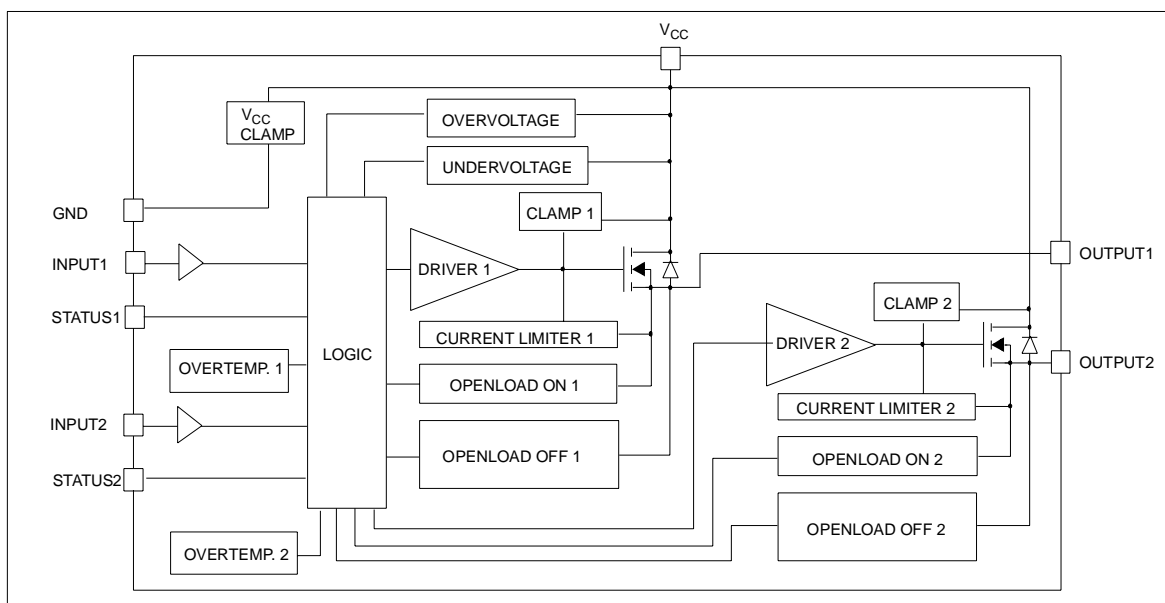 VCC
VCC
CLAMP
OVERVOLTAGE
UNDERVOLTAGE
GND
CLAMP 1
INPUT1
DRIVER 1
OUTPUT1
STATUS1
CURRENT LIMITER 1
CLAMP 2
LOGIC
DRIVER 2
OVERTEMP. 1
OPENLOAD ON 1
OUTPUT2
INPUT2
CURRENT LIMITER 2
OPENLOAD OFF 1
OPENLOAD ON 2
STATUS2
OPENLOAD OFF 2
OVERTEMP. 2